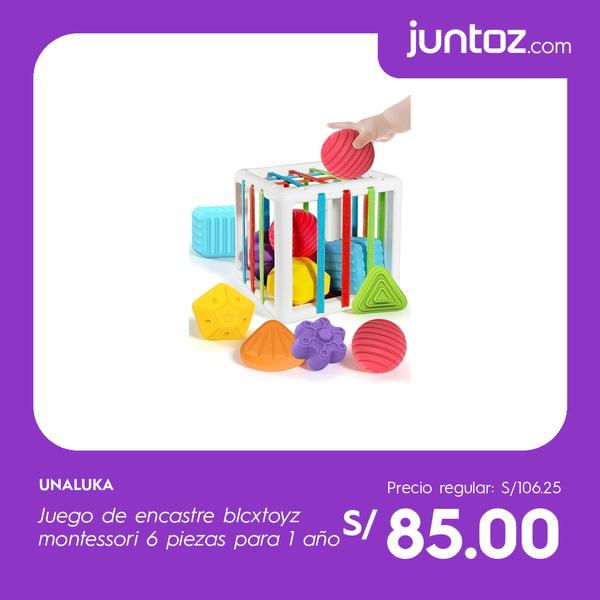 juntoz.com
UNALUKA
Juego de encastre blcxtoyz
montessori 6 piezas para 1 año
Precio regular: S/106.25
S/85.00